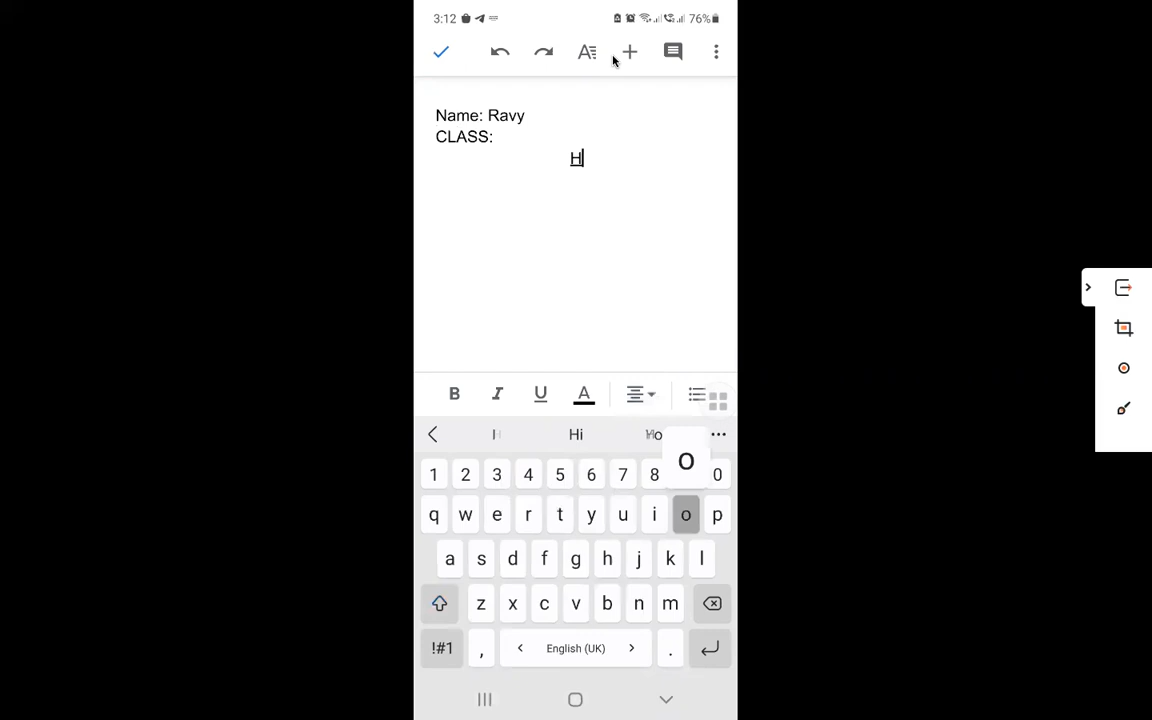 3:12 76%
Name: Ravy
CLASS:
H
B I U A
Hi
1 2 3 4 5 6 7 8 0
o
q w e r t y u i o p
a s d f g h j k l
z x c v b n m
!#1 , < English (UK) > .